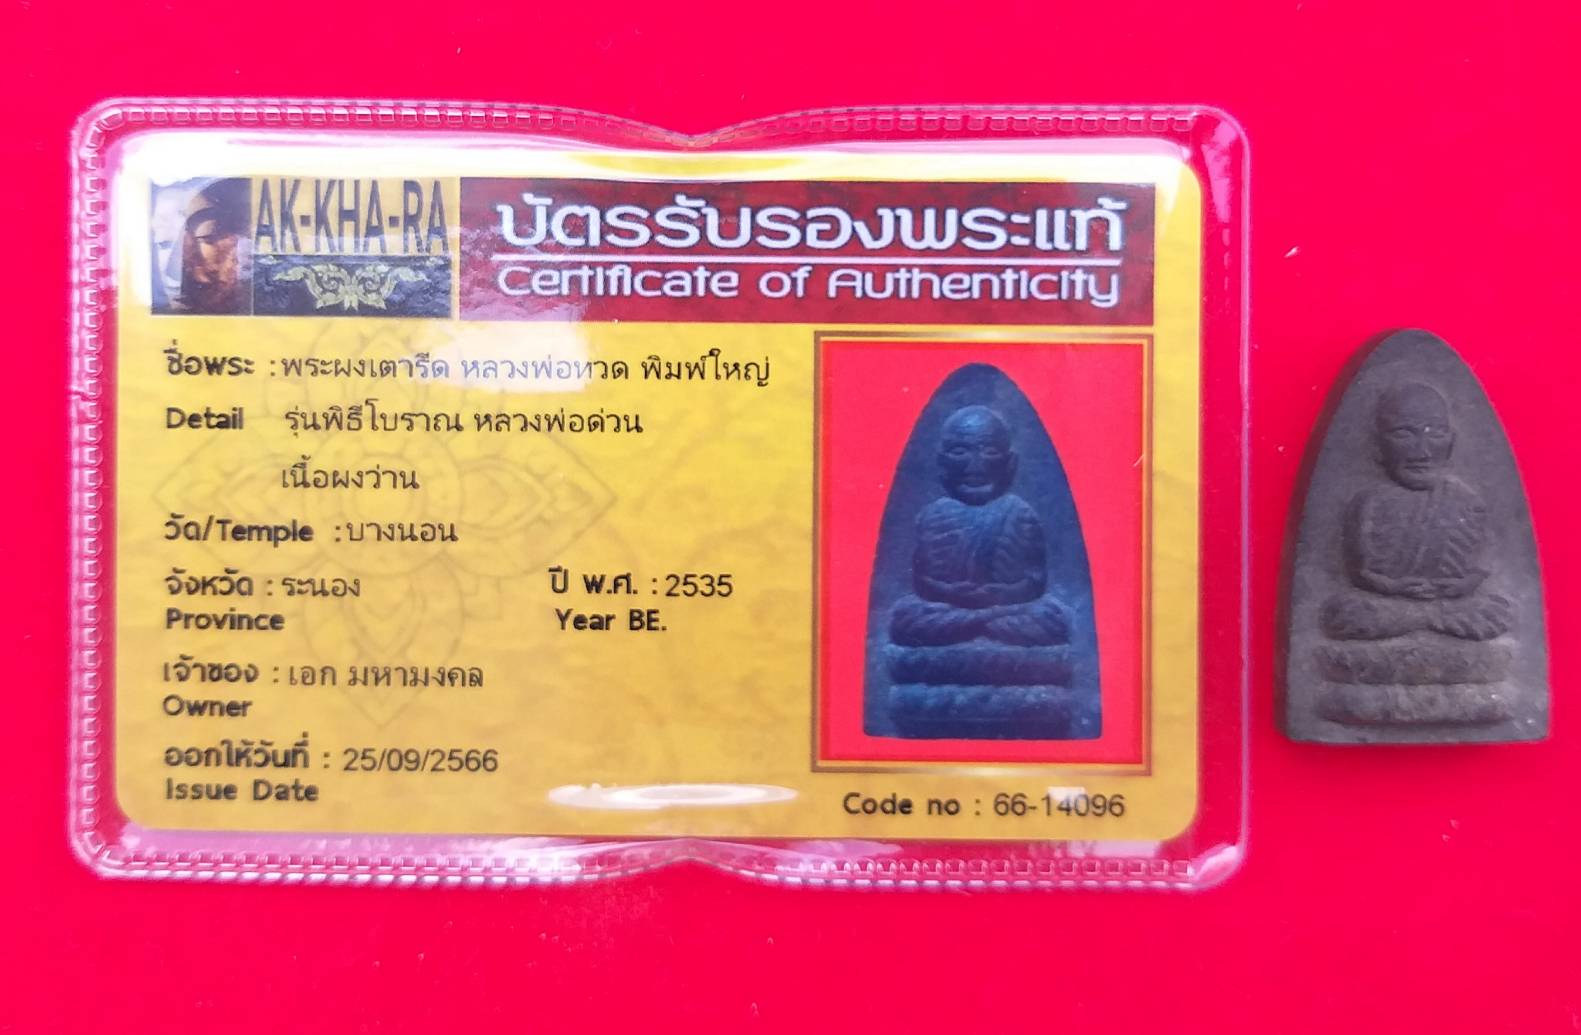 AK-KHA-RA
บัตรรับรองพระแท้
Certificate of Authenticity
ชื่อพระ : พระผงเตารีด หลวงพ่อทวด พิมพ์ใหญ่
Detail รุ่นพิธีโบราณ หลวงพ่อด่วน
เนื้อผงว่าน
วัด/Temple : บางนอน
จังหวัด : ระนอง ปี พ.ศ. : 2535
Province Year BE.
เจ้าของ : เอก มหามงคล
Owner
ออกให้วันที่ : 25/09/2566
Issue Date
Code no : 66-14096